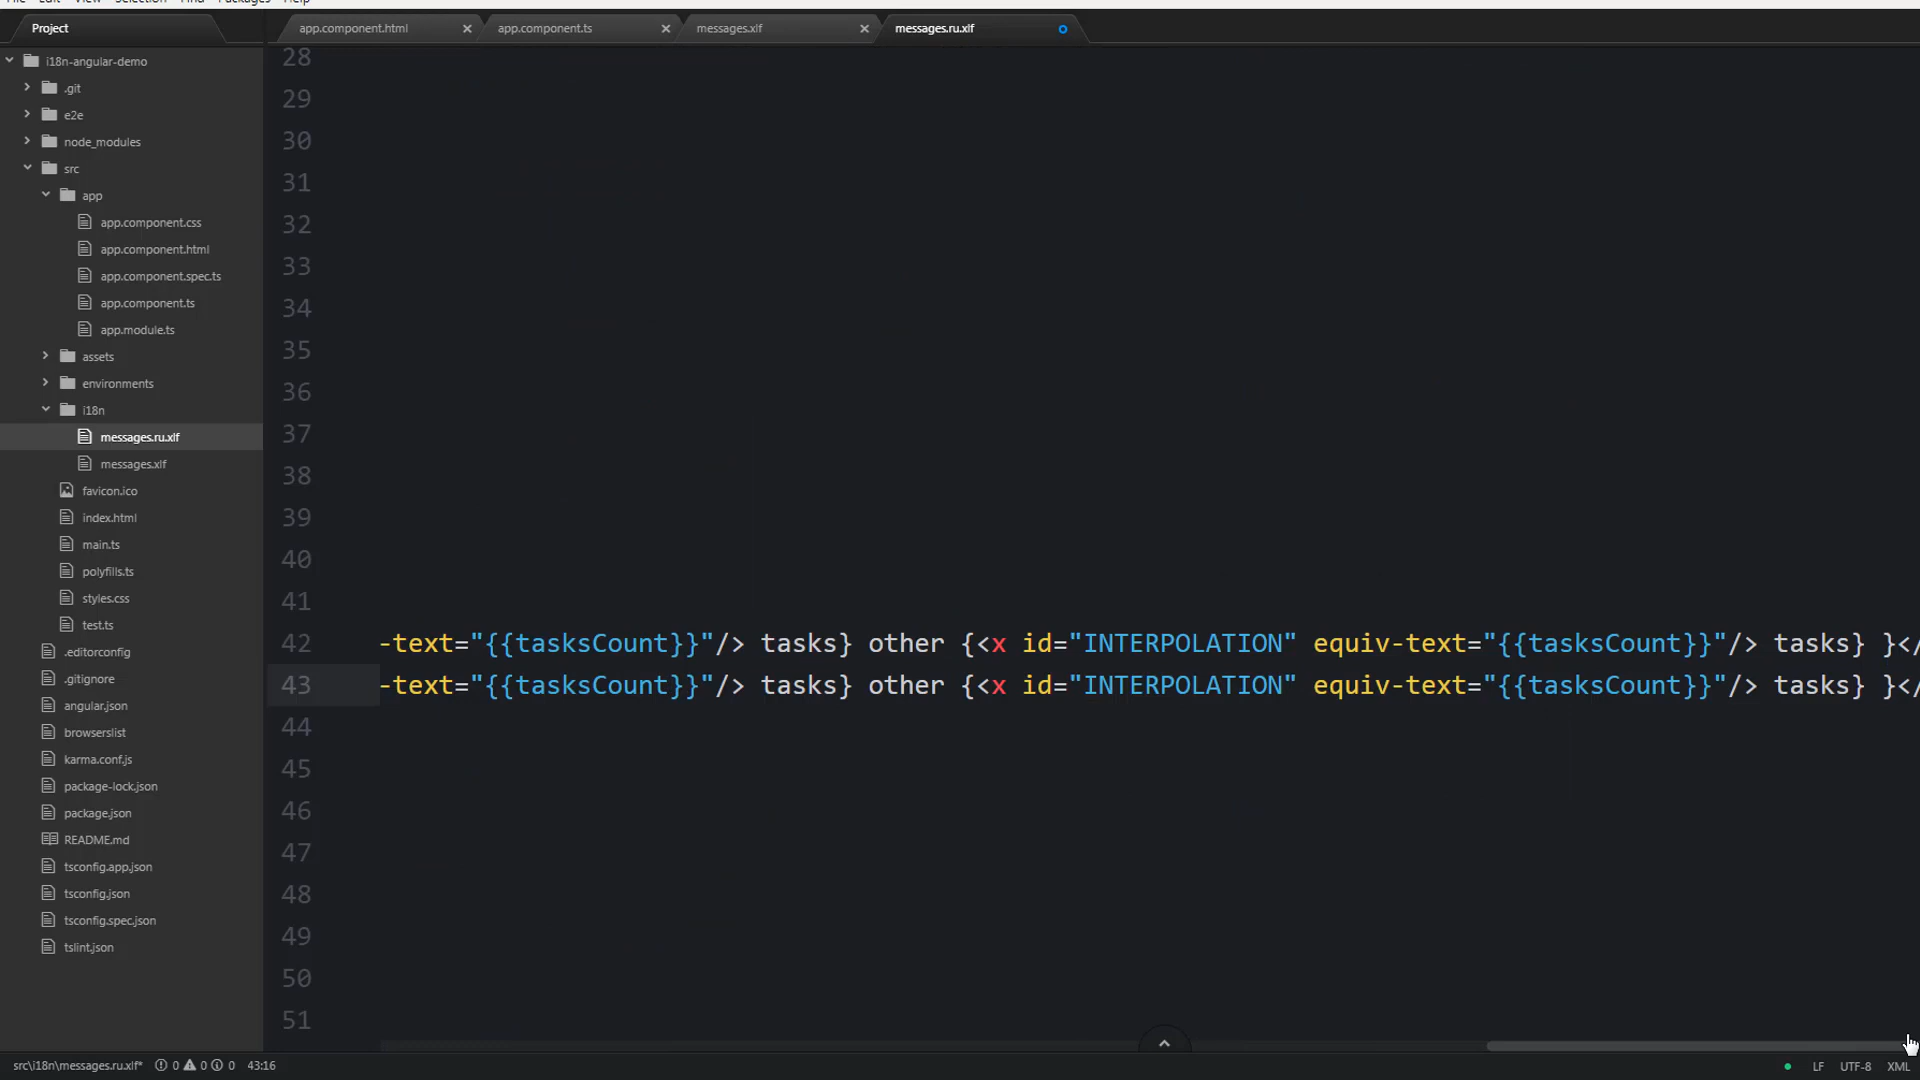 File Edit View Selection Find Packages Help
Project
app.component.html
app.component.ts
messages.xlf
messages.ru.xlf
i18n-angular-demo
.git
e2e
node_modules
src
app
app.component.css
app.component.html
app.component.spec.ts
app.component.ts
app.module.ts
assets
environments
i18n
messages.ru.xlf
messages.xlf
favicon.ico
index.html
main.ts
polyfills.ts
styles.css
test.ts
.editorconfig
.gitignore
angular.json
browserslist
karma.conf.js
package-lock.json
package.json
README.md
tsconfig.app.json
tsconfig.json
tsconfig.spec.json
tslint.json
28
29
30
31
32
33
34
35
36
37
38
39
40
41
42 -text="{{tasksCount}}"/> tasks} other {<x id="INTERPOLATION" equiv-text="{{tasksCount}}"/> tasks} }</
43 -text="{{tasksCount}}"/> tasks} other {<x id="INTERPOLATION" equiv-text="{{tasksCount}}"/> tasks} }</
44
45
46
47
48
49
50
51
src\i18n\messages.ru.xlf* 0 0 0 43:16 LF UTF-8 XML